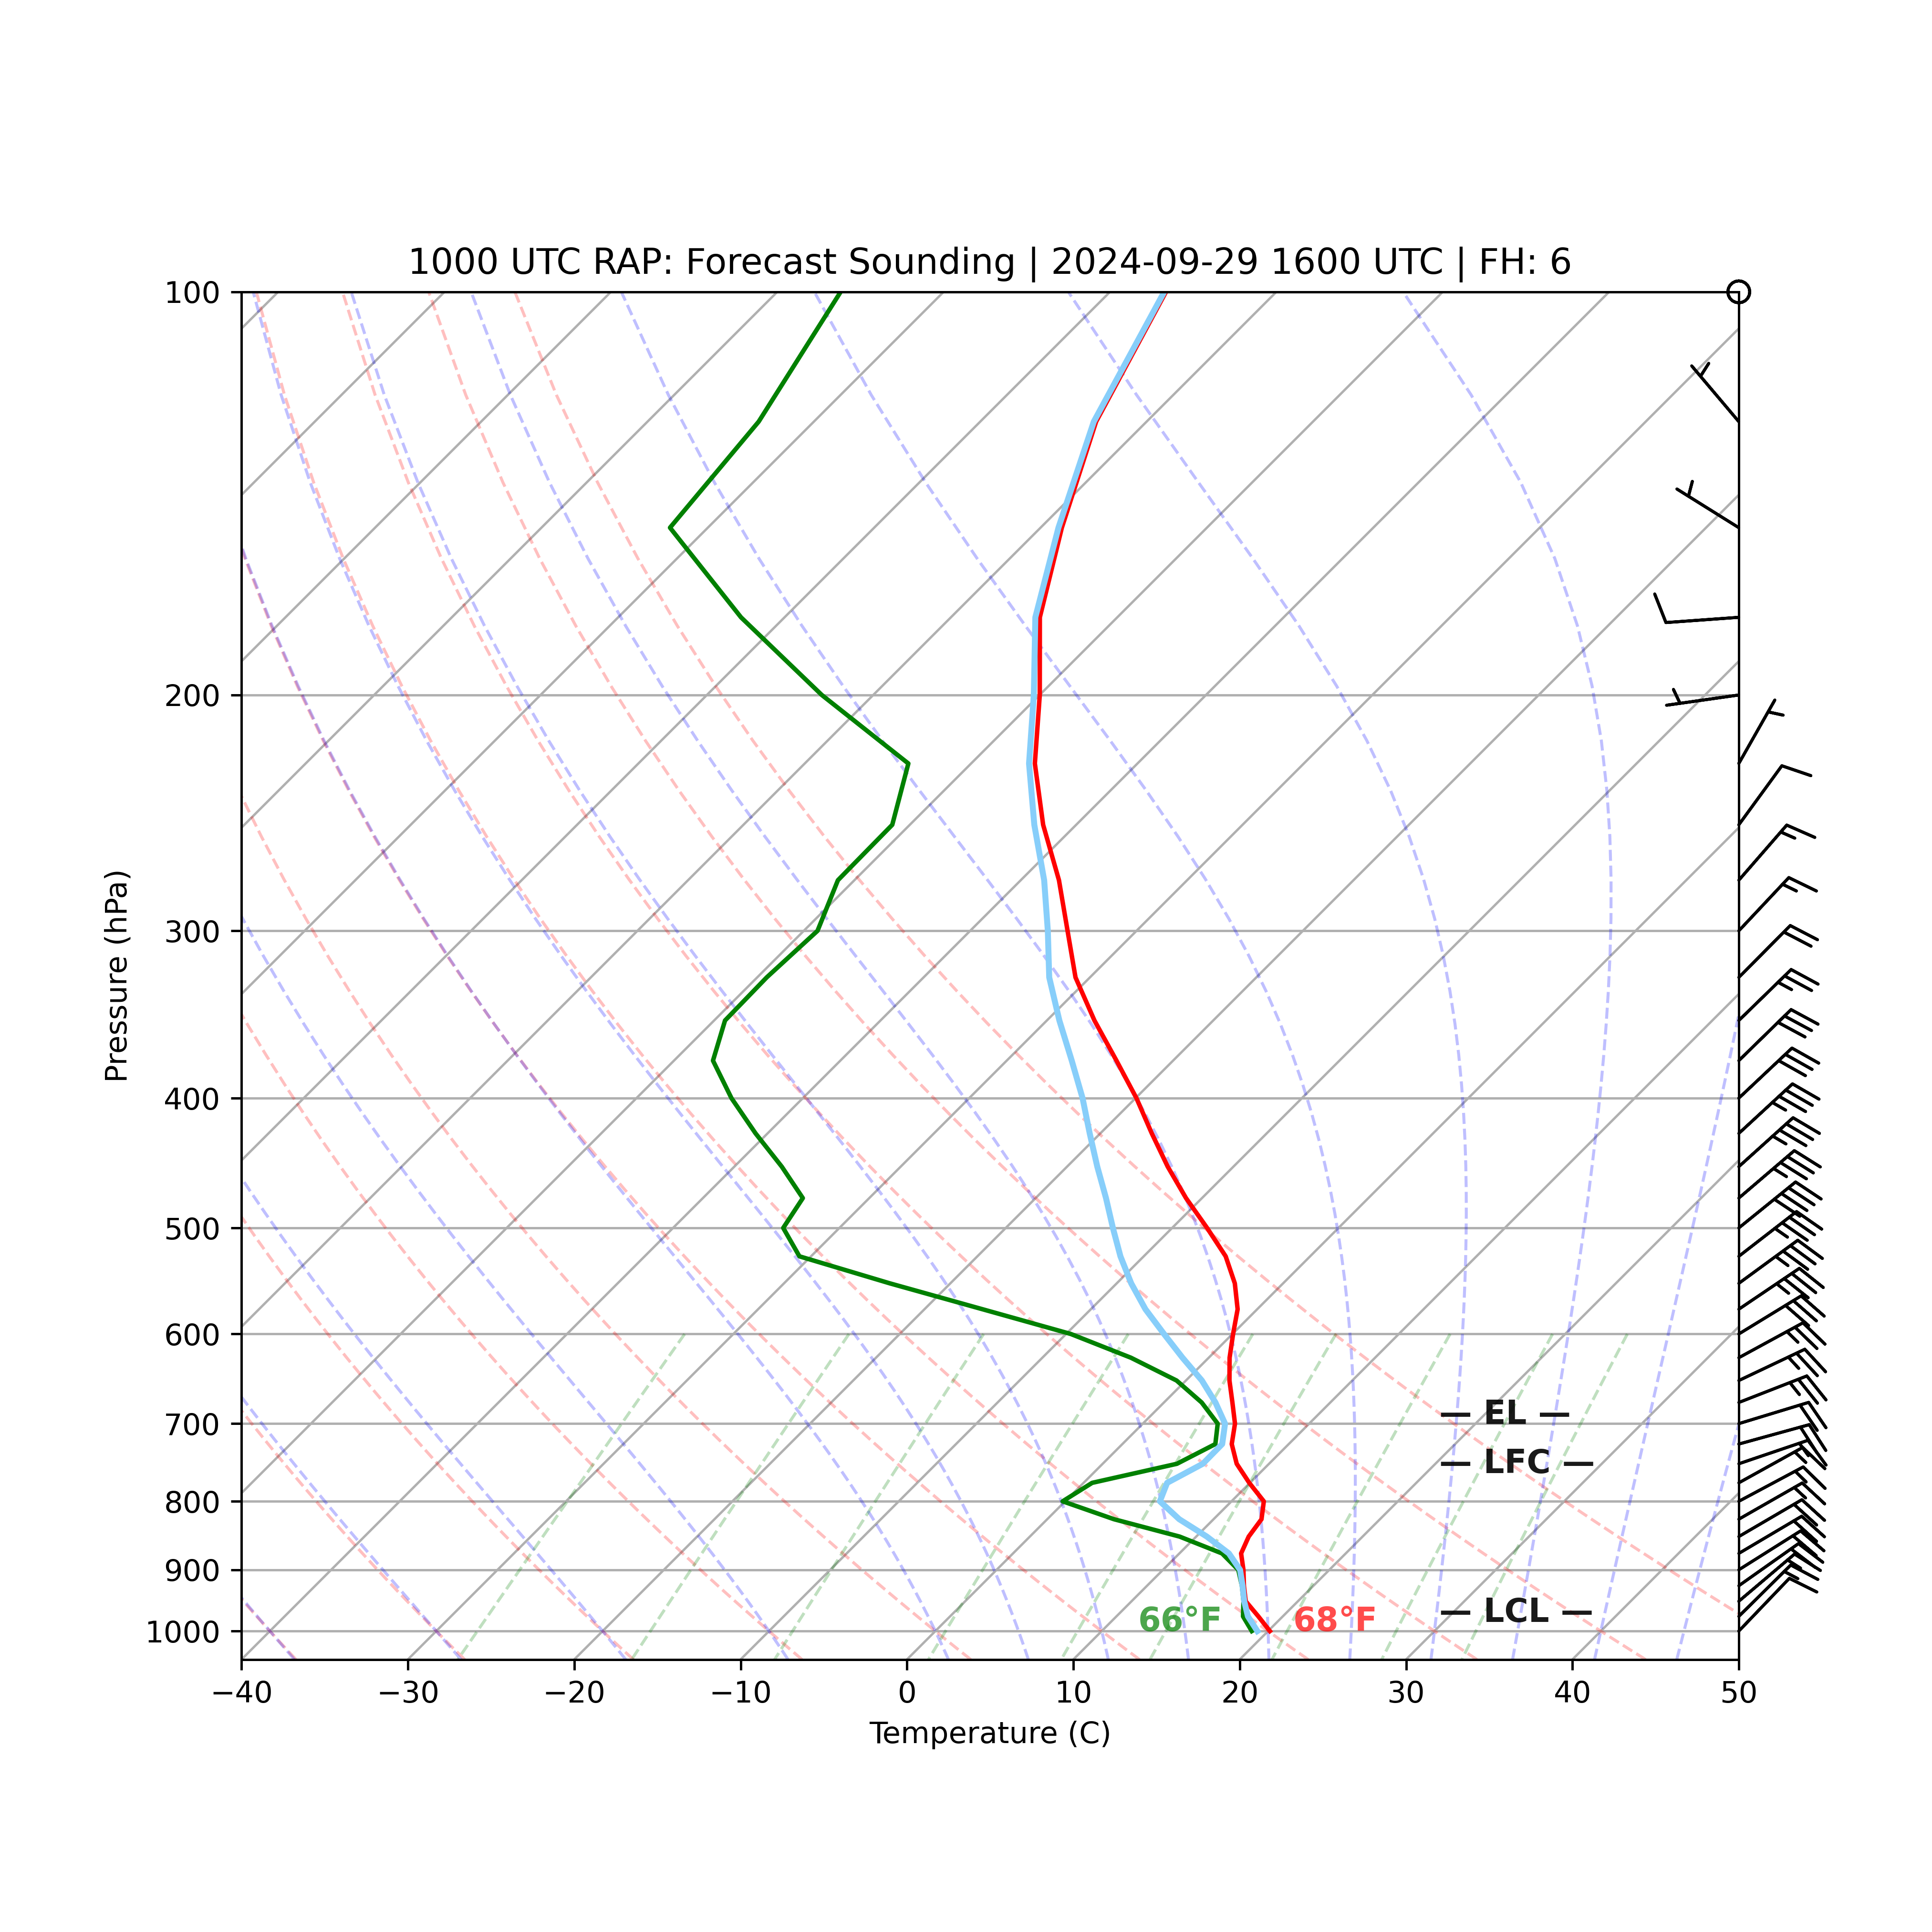 1000 UTC RAP: Forecast Sounding | 2024-09-29 1600 UTC | FH: 6
100
200
300
400
500
600
700
800
900
1000
Pressure (hPa)
— EL —
— LFC —
— LCL —
66°F 68°F
−40 −30 −20 −10 0 10 20 30 40 50
Temperature (C)